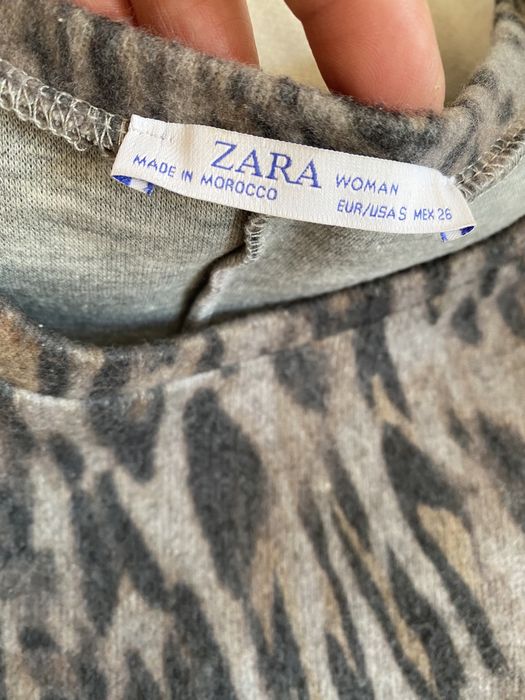 ZARA WOMAN
MADE IN MOROCCO
EUR/USA S MEX 26